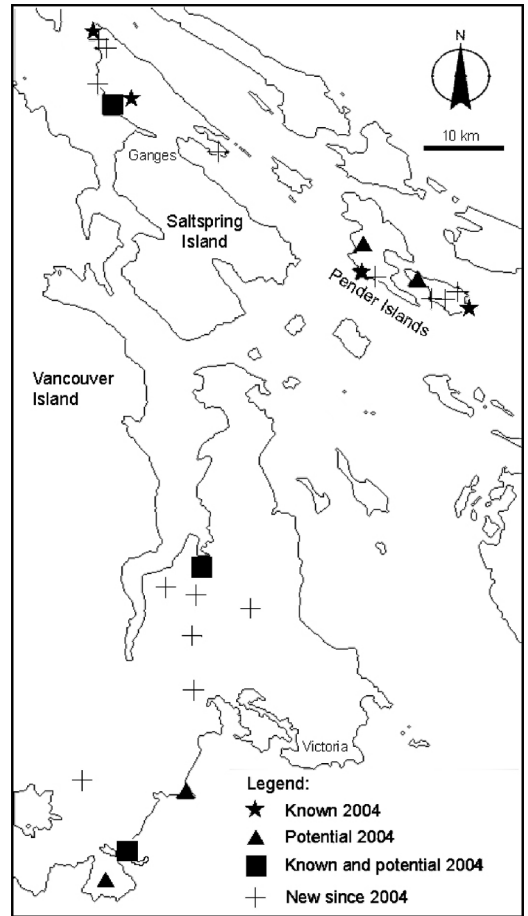 N
10 km
Ganges
Saltspring
Island
Pender Islands
Vancouver
Island
Victoria
Legend:
Known 2004
Potential 2004
Known and potential 2004
New since 2004